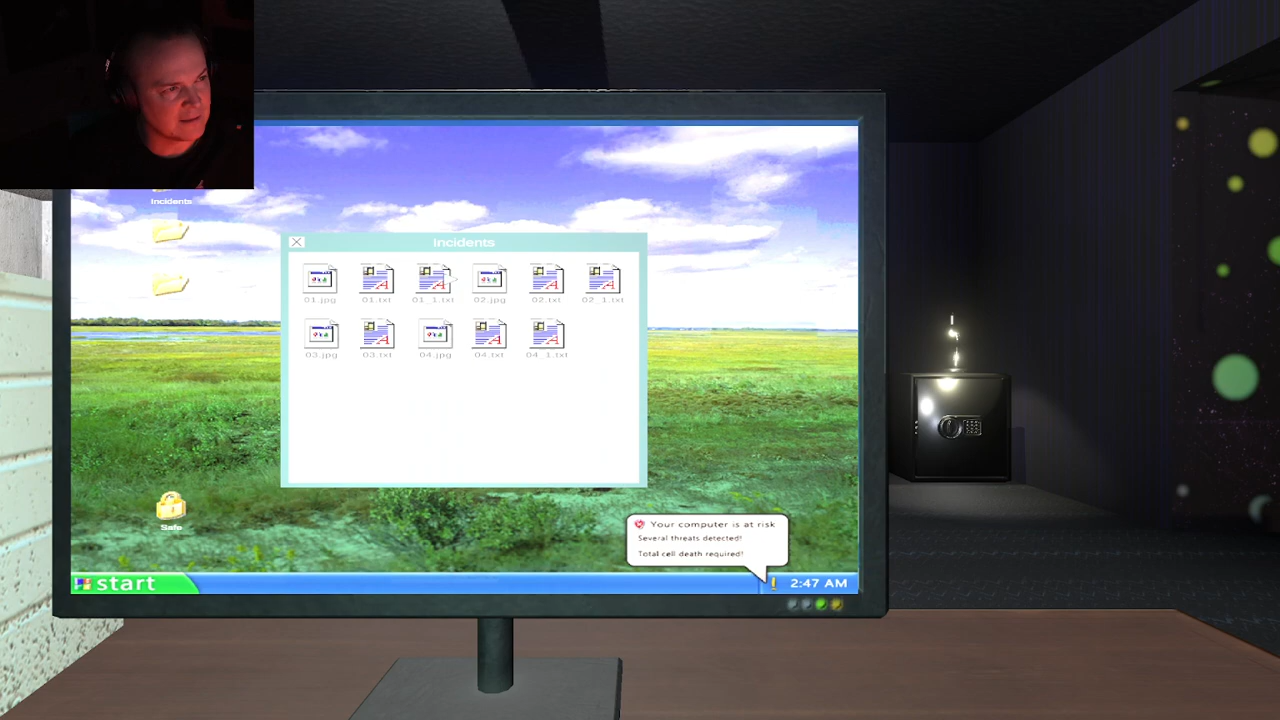 Incidents
Incidents
01.jpg 01.txt 01_1.txt 02.jpg 02.txt 02_1.txt
03.jpg 03.txt 04.jpg 04.txt 04_1.txt
Safe
Your computer is at risk
Several threats detected!
Total cell death required!
start
2:47 AM